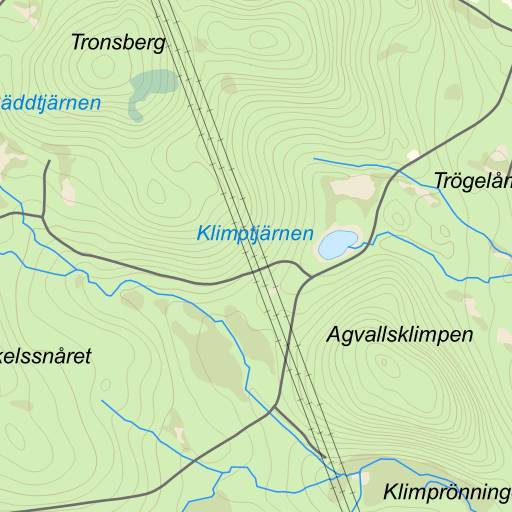 Tronsberg
äddtjärnen
Trögelån
Klimptjärnen
Agvallsklimpen
kelssnåret
Klimprönning